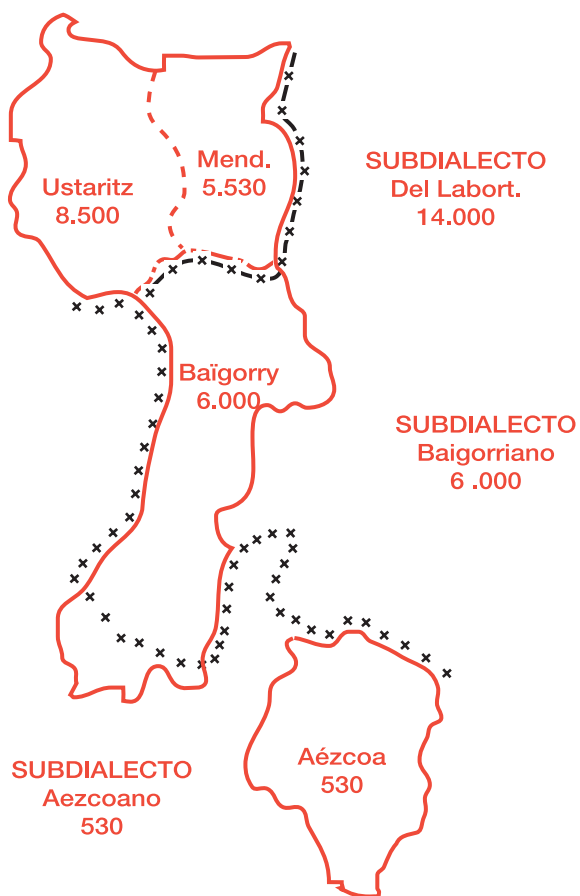 Mend.
5.530
Ustaritz
8.500
SUBDIALECTO
Del Labort.
14.000
Baïgorry
6.000
SUBDIALECTO
Baigorriano
6 .000
Aézcoa
530
SUBDIALECTO
Aezcoano
530